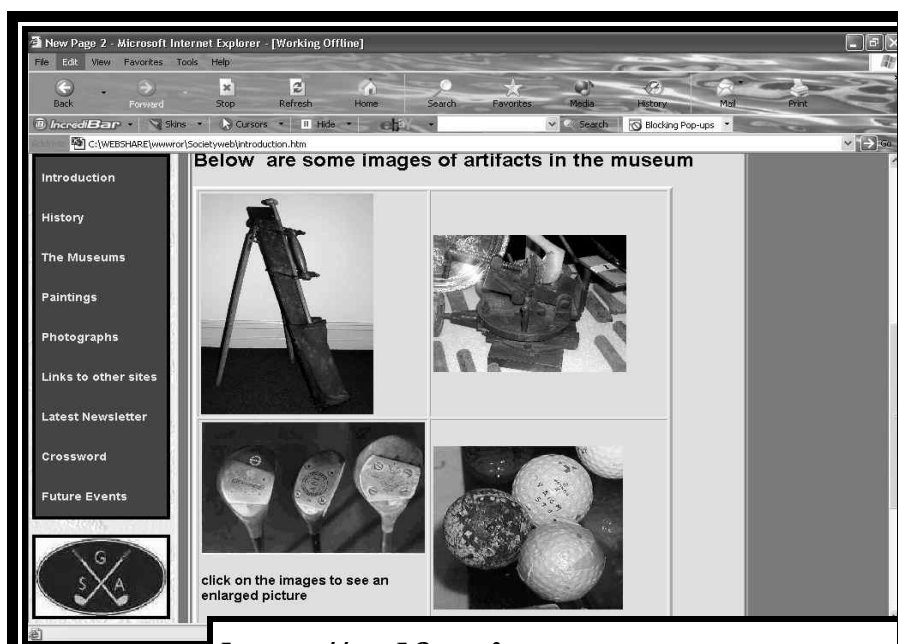 New Page 2 - Microsoft Internet Explorer - [Working Offline]
File Edit View Favorites Tools Help
Back Forward Stop Refresh Home Search Favorites Media History Mail Print
IncrediBar Skins Cursors Hide Search Blocking Pop-ups
C:\WEBSHARE\wwwror\Societyweb\introduction.htm Go
Below are some images of artifacts in the museum
Introduction
History
The Museums
Paintings
Photographs
Links to other sites
Latest Newsletter
Crossword
Future Events
click on the images to see an
enlarged picture
G
S A